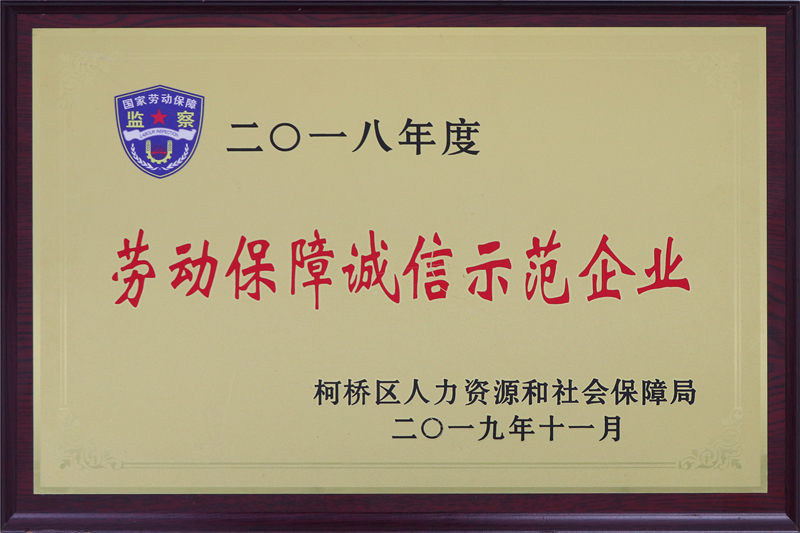 国家劳动保障
监察
LABOUR INSPECTION
二〇一八年度
劳动保障诚信示范企业
柯桥区人力资源和社会保障局
二〇一九年十一月